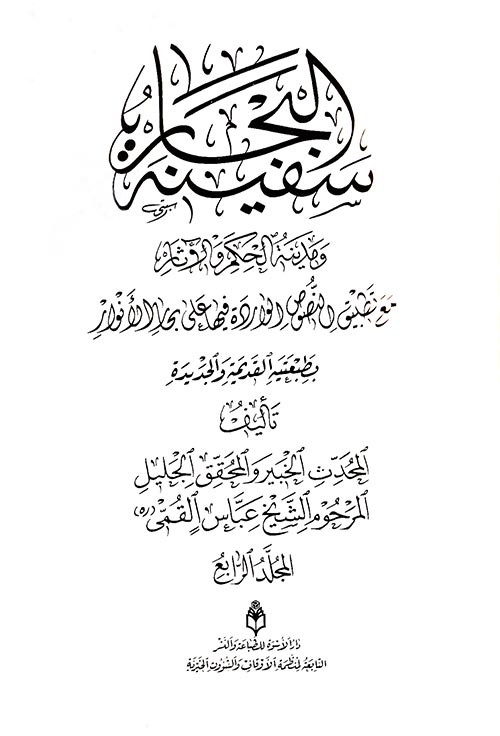 سفينة البحار
ومدينة الحكم والآثار
مع تطبيق النصوص الواردة فيها على بحار الأنوار
بطبعتيه القديمة والجديدة
تأليف
المحدث الخبير والمحقق الجليل
المرحوم الشيخ عباس القمي (ره)
المجلد الرابع
دار الأسوة للطباعة والنشر
التابعة لمنظمة الأوقاف والشؤون الخيرية